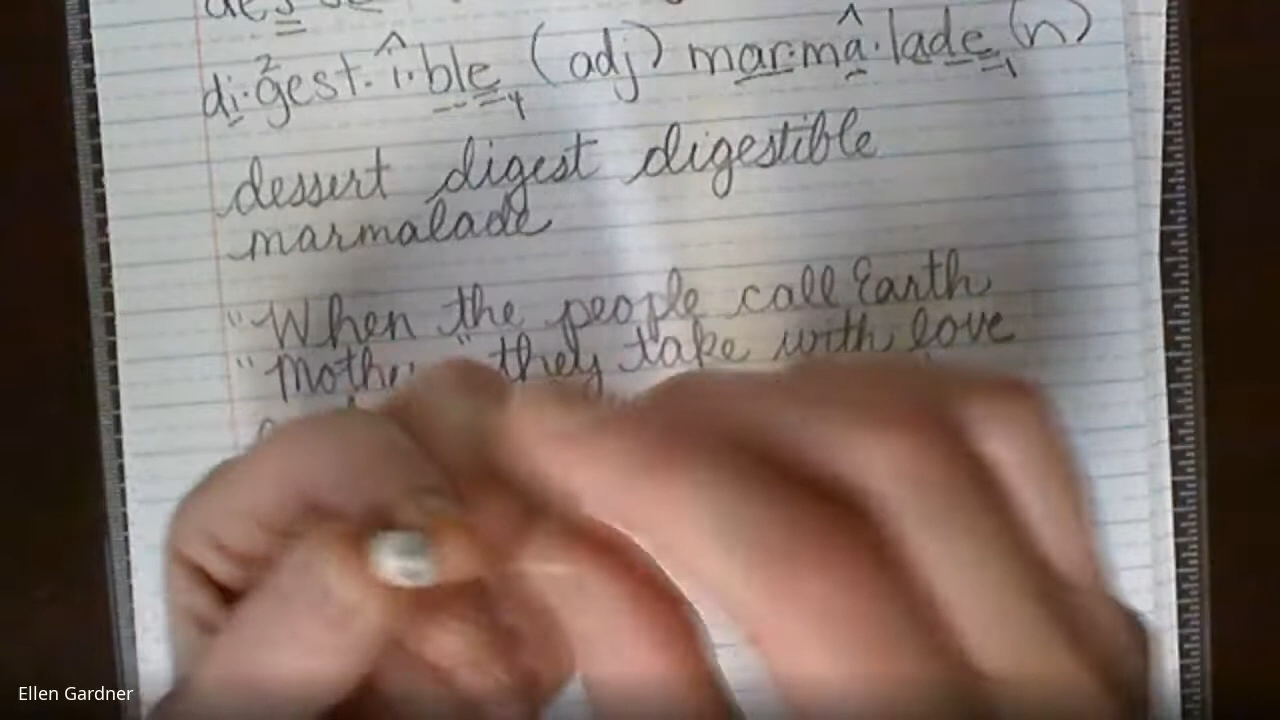 di·gest·i·ble (adj) mar·ma·lade (n)
dessert digest digestible
marmalade
"When the people call Earth
"Mother," they take with love
Ellen Gardner